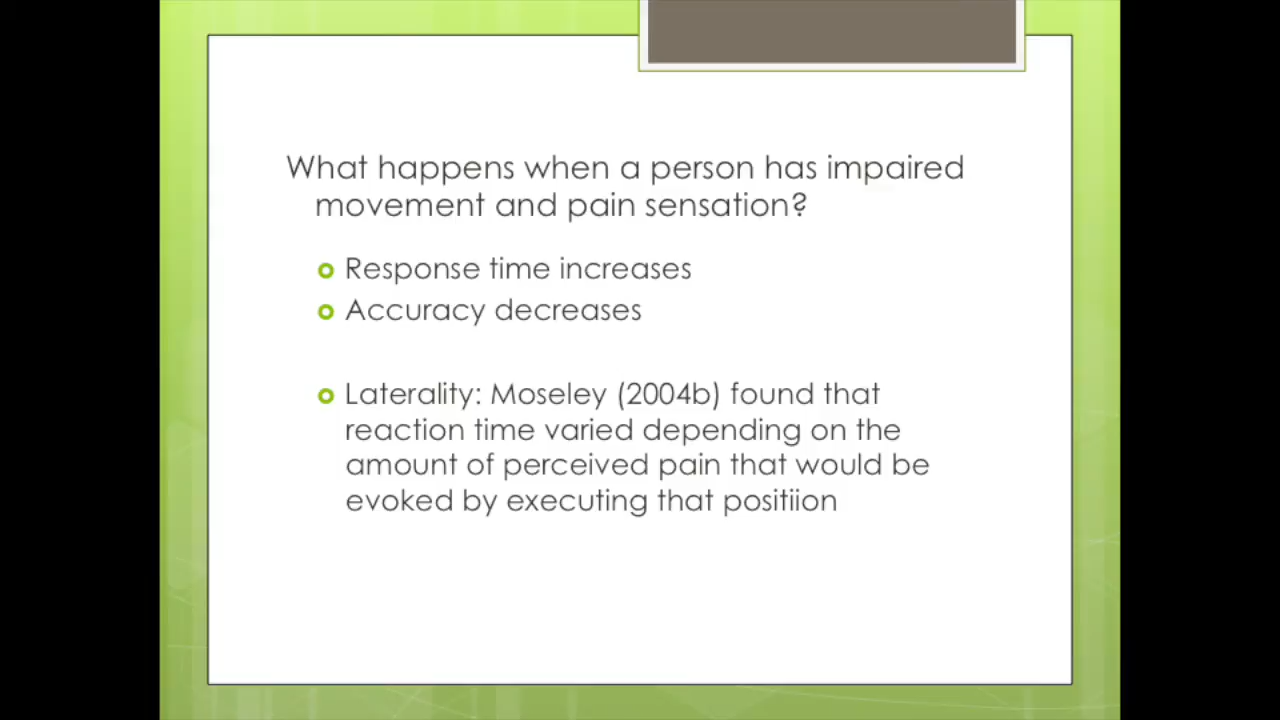 What happens when a person has impaired
movement and pain sensation?
Response time increases
Accuracy decreases
Laterality: Moseley (2004b) found that
reaction time varied depending on the
amount of perceived pain that would be
evoked by executing that positiion